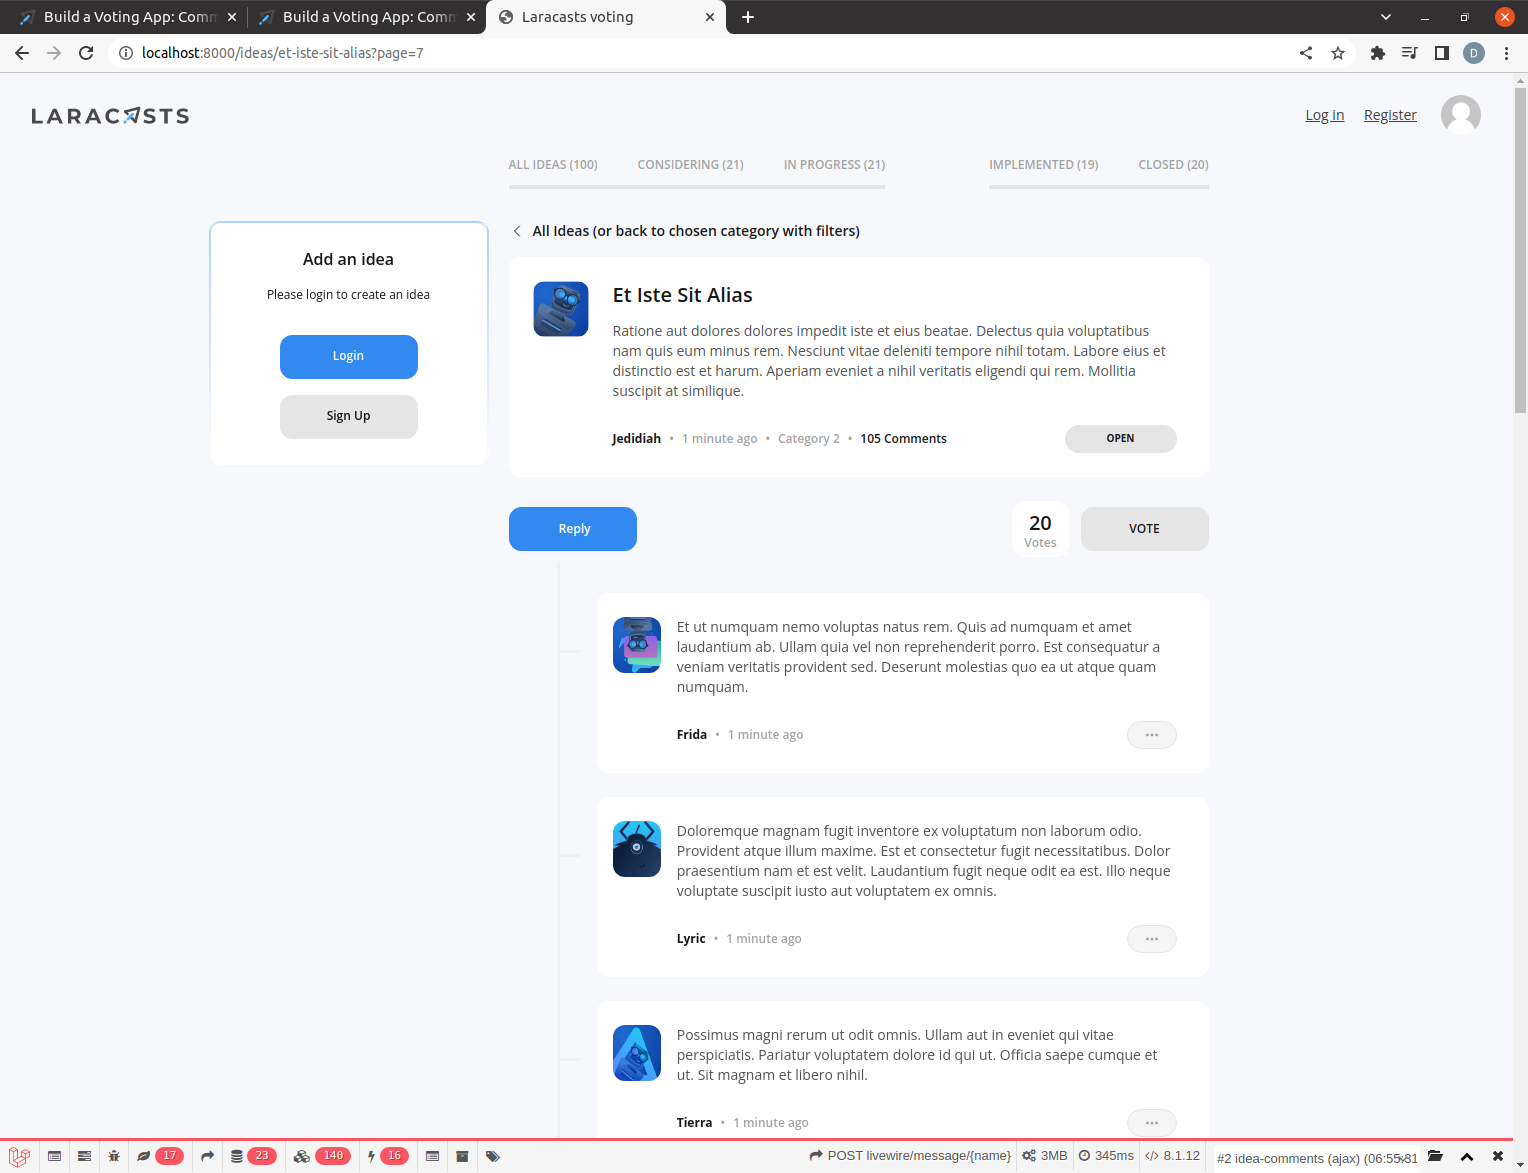 Build a Voting App: Comm
Build a Voting App: Comm
Laracasts voting
localhost:8000/ideas/et-iste-sit-alias?page=7
D
LARACASTS
Log in
Register
ALL IDEAS (100)
CONSIDERING (21)
IN PROGRESS (21)
IMPLEMENTED (19)
CLOSED (20)
Add an idea
Please login to create an idea
Login
Sign Up
All Ideas (or back to chosen category with filters)
Et Iste Sit Alias
Ratione aut dolores dolores impedit iste et eius beatae. Delectus quia voluptatibus
nam quis eum minus rem. Nesciunt vitae deleniti tempore nihil totam. Labore eius et
distinctio est et harum. Aperiam eveniet a nihil veritatis eligendi qui rem. Mollitia
suscipit at similique.
Jedidiah • 1 minute ago • Category 2 • 105 Comments
OPEN
Reply
20
Votes
VOTE
Et ut numquam nemo voluptas natus rem. Quis ad numquam et amet
laudantium ab. Ullam quia vel non reprehenderit porro. Est consequatur a
veniam veritatis provident sed. Deserunt molestias quo ea ut atque quam
numquam.
Frida • 1 minute ago
Doloremque magnam fugit inventore ex voluptatum non laborum odio.
Provident atque illum maxime. Est et consectetur fugit necessitatibus. Dolor
praesentium nam et est velit. Laudantium fugit neque odit ea est. Illo neque
voluptate suscipit iusto aut voluptatem ex omnis.
Lyric • 1 minute ago
Possimus magni rerum ut odit omnis. Ullam aut in eveniet qui vitae
perspiciatis. Pariatur voluptatem dolore id qui ut. Officia saepe cumque et
ut. Sit magnam et libero nihil.
Tierra • 1 minute ago
17
23
140
16
POST livewire/message/{name}
3MB
345ms
8.1.12
#2 idea-comments (ajax) (06:55:81